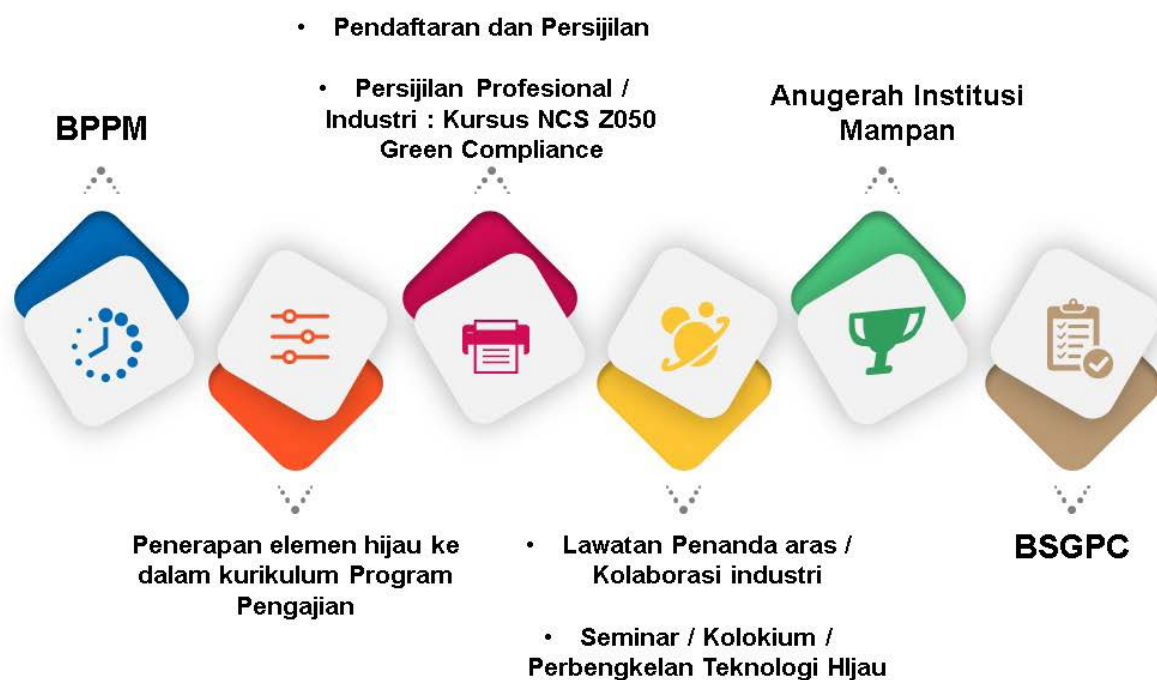 BPPM
• Pendaftaran dan Persijilan
• Persijilan Profesional /
Industri : Kursus NCS Z050
Green Compliance
Anugerah Institusi
Mampan
Penerapan elemen hijau ke
dalam kurikulum Program
Pengajian
• Lawatan Penanda aras /
Kolaborasi industri
• Seminar / Kolokium /
Perbengkelan Teknologi HIjau
BSGPC